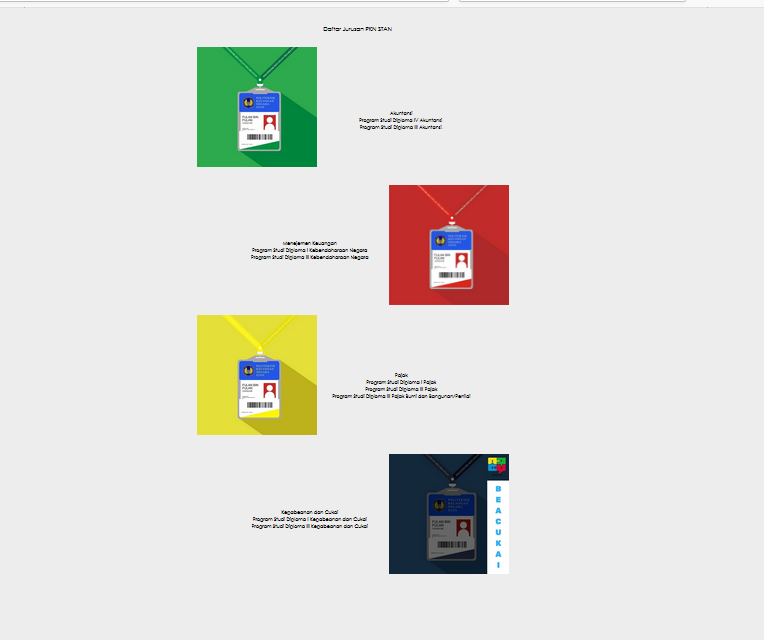 Daftar Jurusan PKN STAN
POLITEKNIK
KEUANGAN
NEGARA
STAN
FULAN BIN
FULAN
Akuntansi
Program Studi Diploma IV Akuntansi
Program Studi Diploma III Akuntansi
Manajemen Keuangan
Program Studi Diploma I Kebendaharaan Negara
Program Studi Diploma III Kebendaharaan Negara
POLITEKNIK
KEUANGAN
NEGARA
STAN
FULAN BIN
FULAN
POLITEKNIK
KEUANGAN
NEGARA
STAN
FULAN BIN
FULAN
Pajak
Program Studi Diploma I Pajak
Program Studi Diploma III Pajak
Program Studi Diploma III Pajak Bumi dan Bangunan/Penilai
Kepabeanan dan Cukai
Program Studi Diploma I Kepabeanan dan Cukai
Program Studi Diploma III Kepabeanan dan Cukai
POLITEKNIK
KEUANGAN
NEGARA
STAN
FULAN BIN
FULAN
BEACUKAI